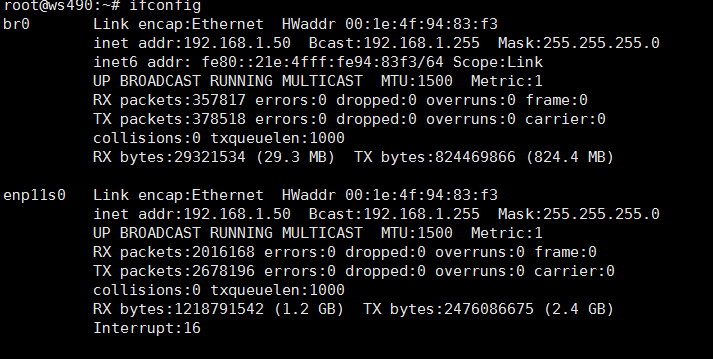 root@ws490:~# ifconfig
br0 Link encap:Ethernet HWaddr 00:1e:4f:94:83:f3
inet addr:192.168.1.50 Bcast:192.168.1.255 Mask:255.255.255.0
inet6 addr: fe80::21e:4fff:fe94:83f3/64 Scope:Link
UP BROADCAST RUNNING MULTICAST MTU:1500 Metric:1
RX packets:357817 errors:0 dropped:0 overruns:0 frame:0
TX packets:378518 errors:0 dropped:0 overruns:0 carrier:0
collisions:0 txqueuelen:1000
RX bytes:29321534 (29.3 MB) TX bytes:824469866 (824.4 MB)
enp11s0 Link encap:Ethernet HWaddr 00:1e:4f:94:83:f3
inet addr:192.168.1.50 Bcast:192.168.1.255 Mask:255.255.255.0
UP BROADCAST RUNNING MULTICAST MTU:1500 Metric:1
RX packets:2016168 errors:0 dropped:0 overruns:0 frame:0
TX packets:2678196 errors:0 dropped:0 overruns:0 carrier:0
collisions:0 txqueuelen:1000
RX bytes:1218791542 (1.2 GB) TX bytes:2476086675 (2.4 GB)
Interrupt:16